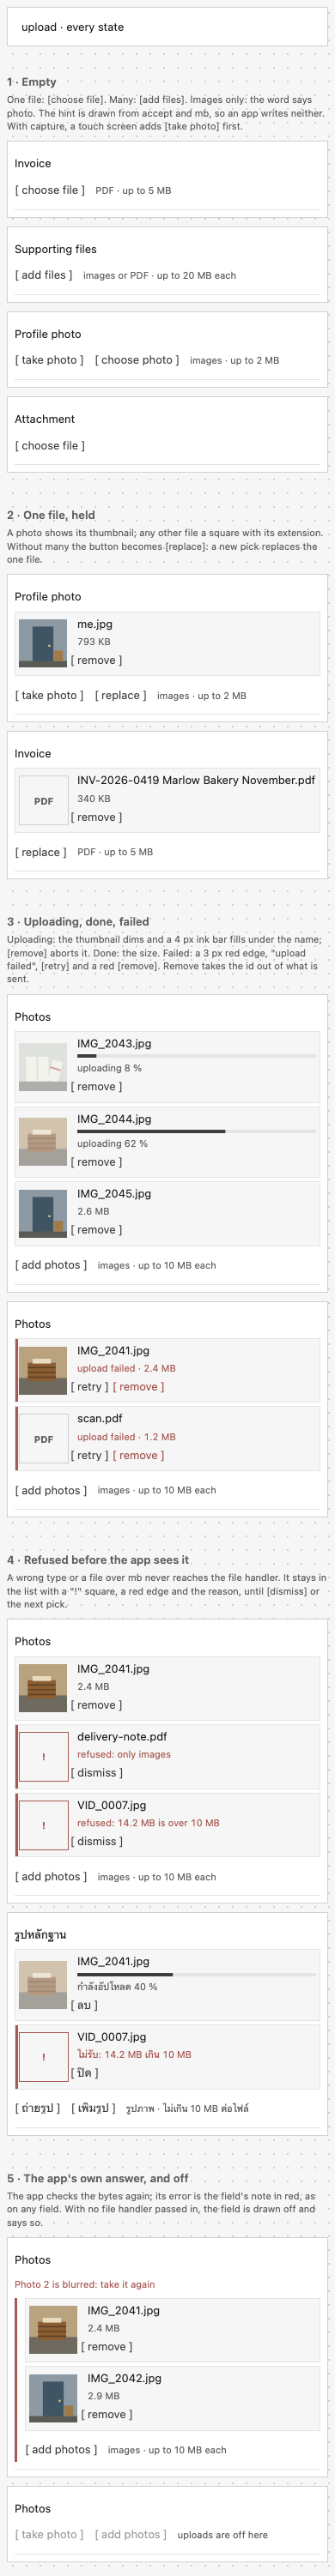 upload · every state
1 · Empty
One file: [choose file]. Many: [add files]. Images only: the word says
photo. The hint is drawn from accept and mb, so an app writes neither.
With capture, a touch screen adds [take photo] first.
Invoice
[ choose file ] PDF · up to 5 MB
Supporting files
[ add files ] images or PDF · up to 20 MB each
Profile photo
[ take photo ] [ choose photo ] images · up to 2 MB
Attachment
[ choose file ]
2 · One file, held
A photo shows its thumbnail; any other file a square with its extension.
Without many the button becomes [replace]: a new pick replaces the
one file.
Profile photo
me.jpg
793 KB
[ remove ]
[ take photo ] [ replace ] images · up to 2 MB
Invoice
PDF
INV-2026-0419 Marlow Bakery November.pdf
340 KB
[ remove ]
[ replace ] PDF · up to 5 MB
3 · Uploading, done, failed
Uploading: the thumbnail dims and a 4 px ink bar fills under the name;
[remove] aborts it. Done: the size. Failed: a 3 px red edge, "upload
failed", [retry] and a red [remove]. Remove takes the id out of what is
sent.
Photos
IMG_2043.jpg
uploading 8 %
[ remove ]
IMG_2044.jpg
uploading 62 %
[ remove ]
IMG_2045.jpg
2.6 MB
[ remove ]
[ add photos ] images · up to 10 MB each
Photos
IMG_2041.jpg
upload failed · 2.4 MB
[ retry ] [ remove ]
PDF
scan.pdf
upload failed · 1.2 MB
[ retry ] [ remove ]
[ add photos ] images · up to 10 MB each
4 · Refused before the app sees it
A wrong type or a file over mb never reaches the file handler. It stays in
the list with a "!" square, a red edge and the reason, until [dismiss] or
the next pick.
Photos
IMG_2041.jpg
2.4 MB
[ remove ]
!
delivery-note.pdf
refused: only images
[ dismiss ]
!
VID_0007.jpg
refused: 14.2 MB is over 10 MB
[ dismiss ]
[ add photos ] images · up to 10 MB each
รูปหลักฐาน
IMG_2041.jpg
กำลังอัปโหลด 40 %
[ ลบ ]
!
VID_0007.jpg
ไม่รับ: 14.2 MB เกิน 10 MB
[ ปิด ]
[ ถ่ายรูป ] [ เพิ่มรูป ] รูปภาพ · ไม่เกิน 10 MB ต่อไฟล์
5 · The app's own answer, and off
The app checks the bytes again; its error is the field's note in red, as
on any field. With no file handler passed in, the field is drawn off and
says so.
Photos
Photo 2 is blurred: take it again
IMG_2041.jpg
2.4 MB
[ remove ]
IMG_2042.jpg
2.9 MB
[ remove ]
[ add photos ] images · up to 10 MB each
Photos
[ take photo ] [ add photos ] uploads are off here